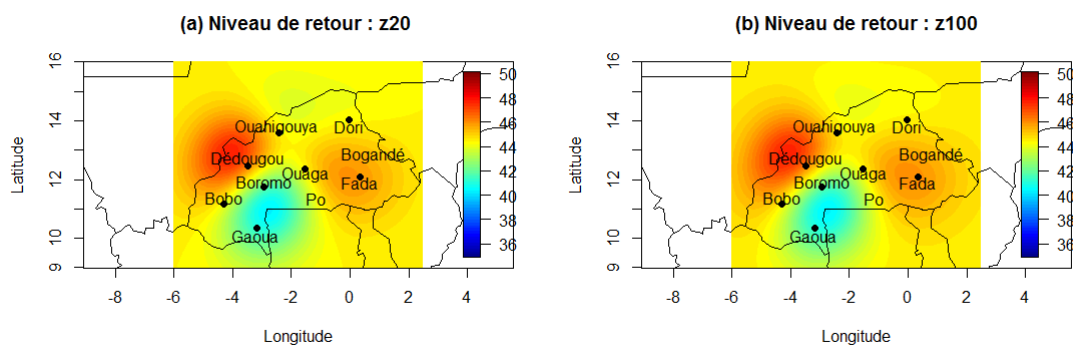 (a) Niveau de retour : z20
Latitude
16
14
12
10
9
-8
-6
-4
-2
0
2
4
Longitude
Ouahigouya
Dori
Dédougou
Bogandé
Ouaga
Boromo
Fada
Bobo
Po
Gaoua
50
48
46
44
42
40
38
36
(b) Niveau de retour : z100
Latitude
16
14
12
10
9
-8
-6
-4
-2
0
2
4
Longitude
Ouahigouya
Dori
Dédougou
Bogandé
Ouaga
Boromo
Fada
Bobo
Po
Gaoua
50
48
46
44
42
40
38
36